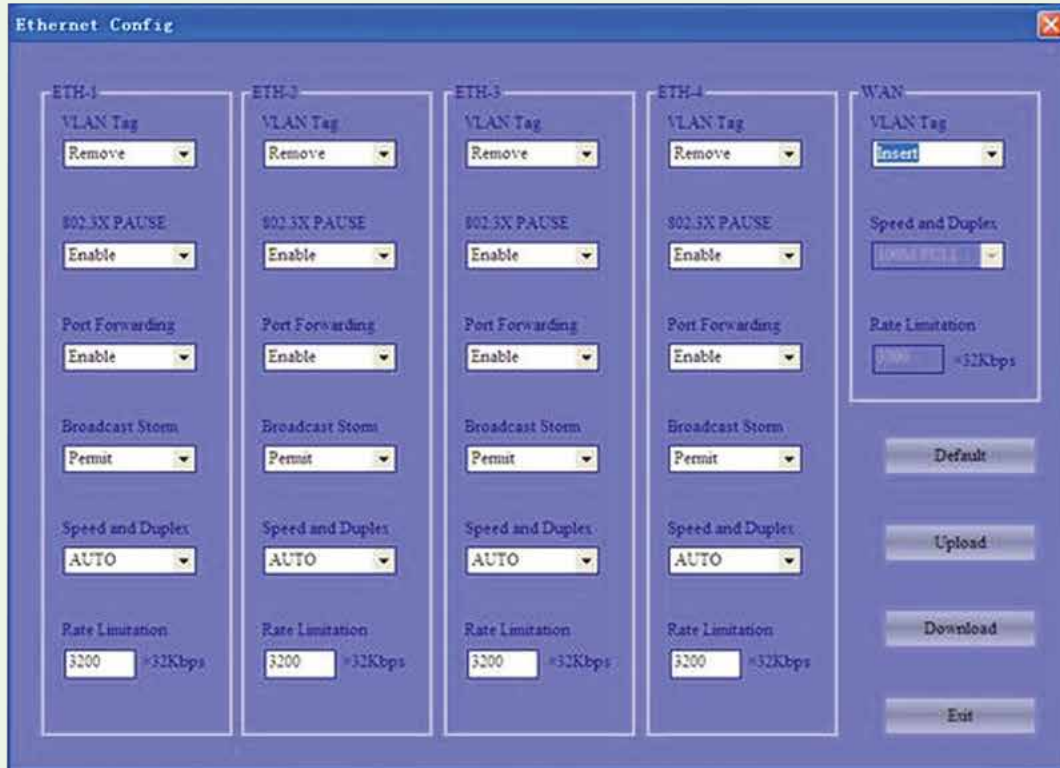 Ethernet Config
ETH-1 ETH-2 ETH-3 ETH-4 WAN
VLAN Tag VLAN Tag VLAN Tag VLAN Tag VLAN Tag
Remove Remove Remove Remove Insert
802.3X PAUSE 802.3X PAUSE 802.3X PAUSE 802.3X PAUSE Speed and Duplex
Enable Enable Enable Enable 100M FULL
Port Forwarding Port Forwarding Port Forwarding Port Forwarding Rate Limitation
Enable Enable Enable Enable 3200 ×32Kbps
Broadcast Storm Broadcast Storm Broadcast Storm Broadcast Storm
Permit Permit Permit Permit Default
Speed and Duplex Speed and Duplex Speed and Duplex Speed and Duplex
AUTO AUTO AUTO AUTO Upload
Rate Limitation Rate Limitation Rate Limitation Rate Limitation Download
3200 ×32Kbps 3200 ×32Kbps 3200 ×32Kbps 3200 ×32Kbps
Exit